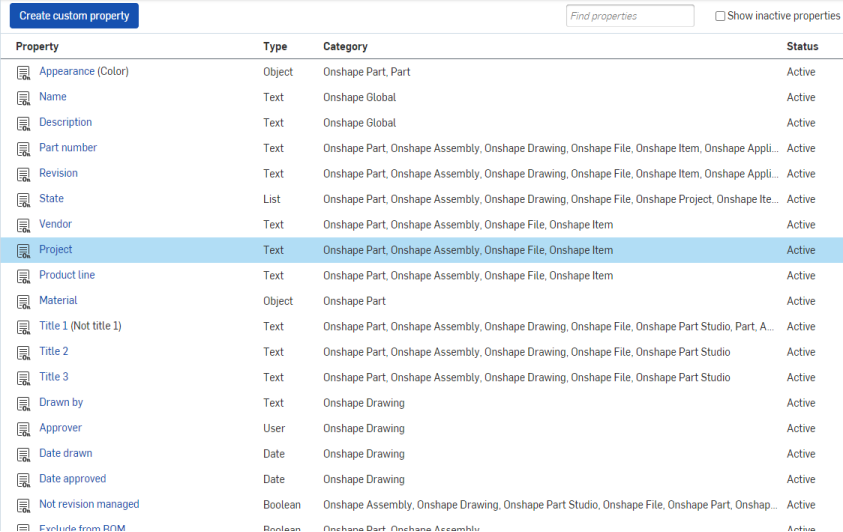 Create custom property Find properties Show inactive properties
Property Type Category Status
Appearance (Color) Object Onshape Part, Part Active
Name Text Onshape Global Active
Description Text Onshape Global Active
Part number Text Onshape Part, Onshape Assembly, Onshape Drawing, Onshape File, Onshape Item, Onshape Appli... Active
Revision Text Onshape Part, Onshape Assembly, Onshape Drawing, Onshape File, Onshape Item, Onshape Appli... Active
State List Onshape Part, Onshape Assembly, Onshape Drawing, Onshape File, Onshape Project, Onshape Ite... Active
Vendor Text Onshape Part, Onshape Assembly, Onshape File, Onshape Item Active
Project Text Onshape Part, Onshape Assembly, Onshape File, Onshape Item Active
Product line Text Onshape Part, Onshape Assembly, Onshape File, Onshape Item Active
Material Object Onshape Part Active
Title 1 (Not title 1) Text Onshape Part, Onshape Assembly, Onshape Drawing, Onshape File, Onshape Part Studio, Part, A... Active
Title 2 Text Onshape Part, Onshape Assembly, Onshape Drawing, Onshape File, Onshape Part Studio Active
Title 3 Text Onshape Part, Onshape Assembly, Onshape Drawing, Onshape File, Onshape Part Studio Active
Drawn by Text Onshape Drawing Active
Approver User Onshape Drawing Active
Date drawn Date Onshape Drawing Active
Date approved Date Onshape Drawing Active
Not revision managed Boolean Onshape Assembly, Onshape Drawing, Onshape Part Studio, Onshape File, Onshape Part, Onshap... Active
Exclude from BOM Boolean Onshape Part, Onshape Assembly Active